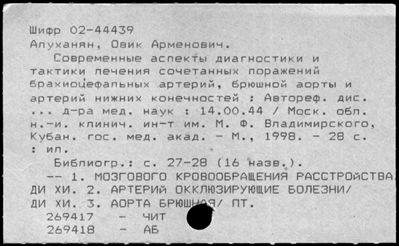 Шифр 02-44439
Алуханян, Овик Арменович.
Современные аспекты диагностики и
тактики лечения сочетанных поражений
брахиоцефальных артерий, брюшной аорты и
артерий нижних конечностей : Автореф. дис.
... д-ра мед. наук : 14.00.44 / Моск. обл.
н.-и. клинич. ин-т им. М. Ф. Владимирского,
Кубан. гос. мед. акад. - М., 1998. - 28 с.
: ил.
Библиогр.: с. 27-28 (16 назв.).
-- 1. МОЗГОВОГО КРОВООБРАЩЕНИЯ РАССТРОЙСТВА
ДИ ХИ. 2. АРТЕРИЙ ОККЛЮЗИРУЮЩИЕ БОЛЕЗНИ/
ДИ ХИ. 3. АОРТА БРЮШНАЯ/ ПТ.
269417 - ЧИТ
269418 - АБ